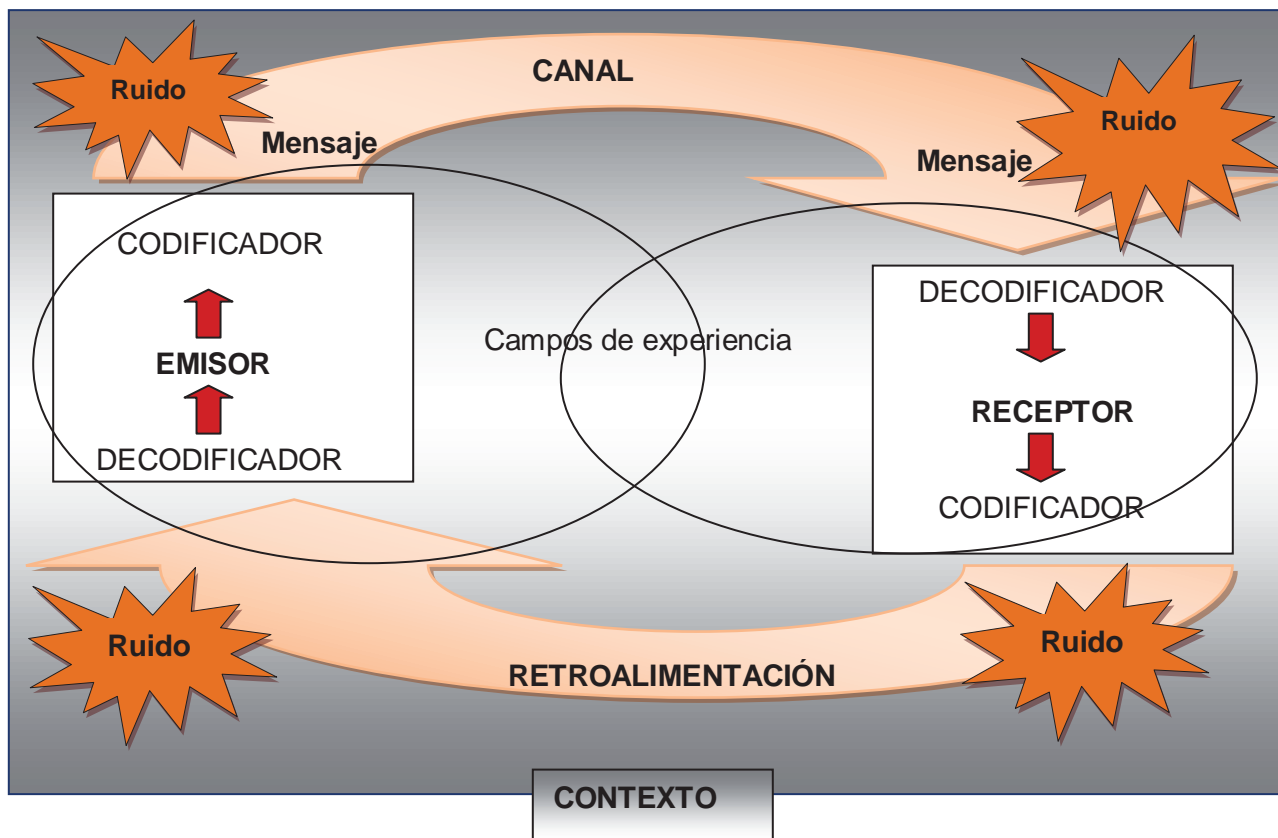 Ruido
CANAL
Ruido
Mensaje
Mensaje
CODIFICADOR
EMISOR
DECODIFICADOR
Campos de experiencia
DECODIFICADOR
RECEPTOR
CODIFICADOR
Ruido
RETROALIMENTACIÓN
Ruido
CONTEXTO